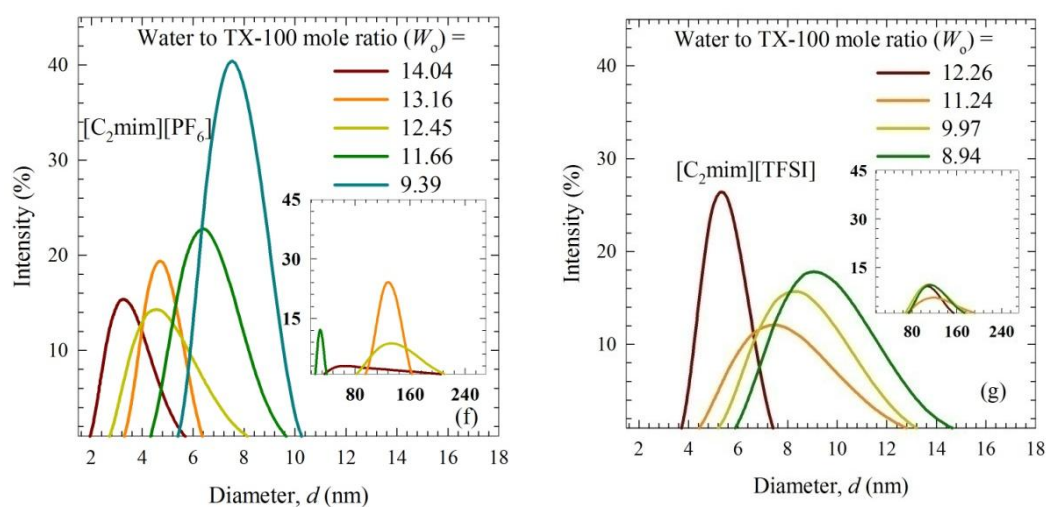 Water to TX-100 mole ratio (Wₒ) =
14.04
13.16
12.45
11.66
9.39
[C₂mim][PF₆]
Intensity (%)
40
30
20
10
45
30
15
80 160 240
(f)
2 4 6 8 10 12 14 16 18
Diameter, d (nm)
Water to TX-100 mole ratio (Wₒ) =
12.26
11.24
9.97
8.94
[C₂mim][TFSI]
Intensity (%)
40
30
20
10
45
30
15
80 160 240
(g)
2 4 6 8 10 12 14 16 18
Diameter, d (nm)